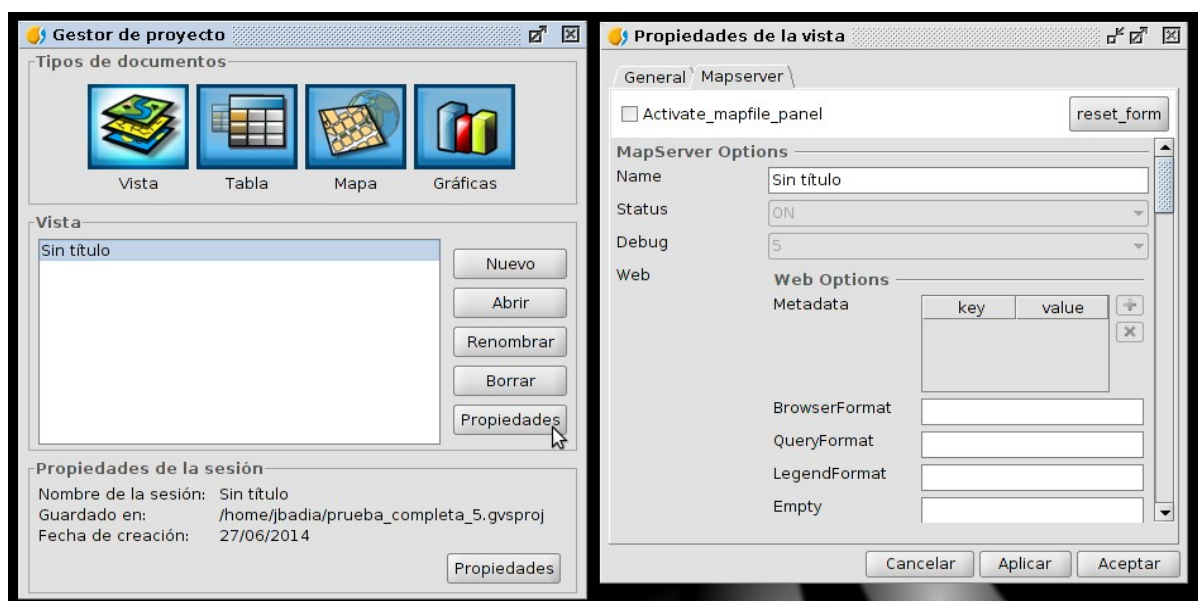 Gestor de proyecto
Tipos de documentos
Vista Tabla Mapa Gráficas
Vista
Sin título
Nuevo
Abrir
Renombrar
Borrar
Propiedades
Propiedades de la sesión
Nombre de la sesión: Sin título
Guardado en: /home/jbadia/prueba_completa_5.gvsproj
Fecha de creación: 27/06/2014
Propiedades
Propiedades de la vista
General Mapserver
Activate_mapfile_panel reset_form
MapServer Options
Name Sin título
Status ON
Debug 5
Web Web Options
Metadata key value
BrowserFormat
QueryFormat
LegendFormat
Empty
Cancelar Aplicar Aceptar